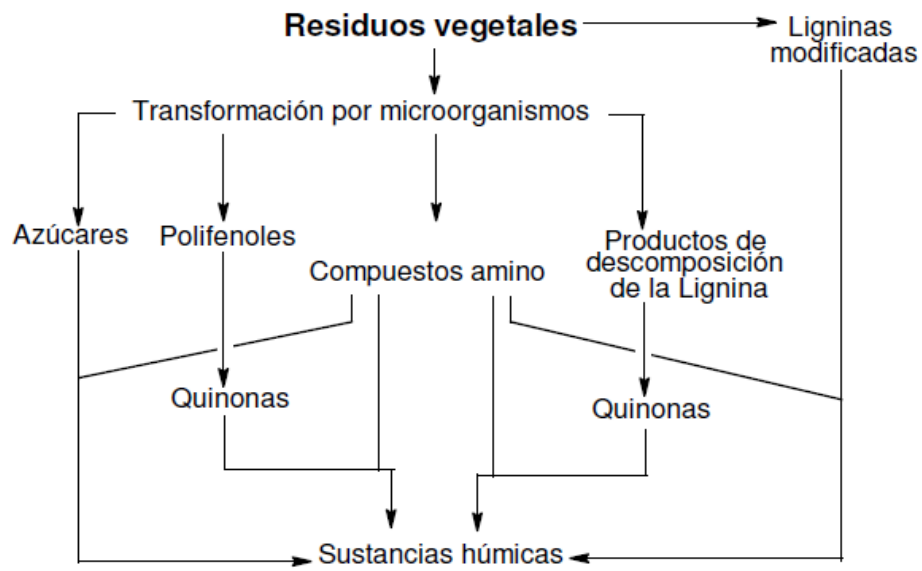 Residuos vegetales
Ligninas
modificadas
Transformación por microorganismos
Azúcares
Polifenoles
Compuestos amino
Productos de
descomposición
de la Lignina
Quinonas
Quinonas
Sustancias húmicas